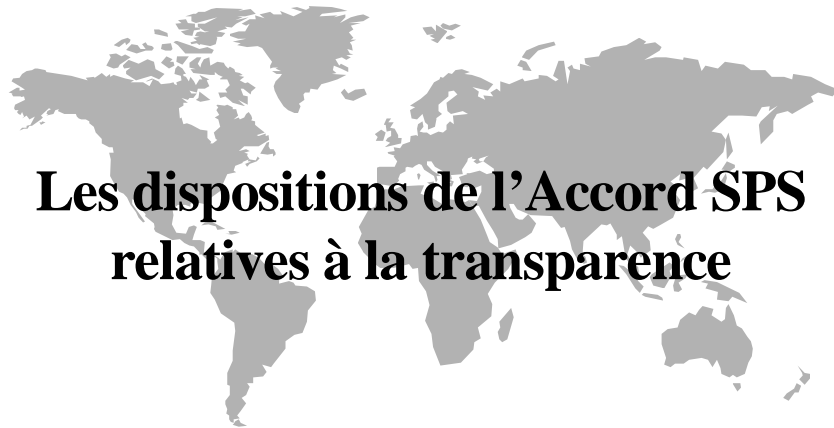 Les dispositions de l’Accord SPS
relatives à la transparence